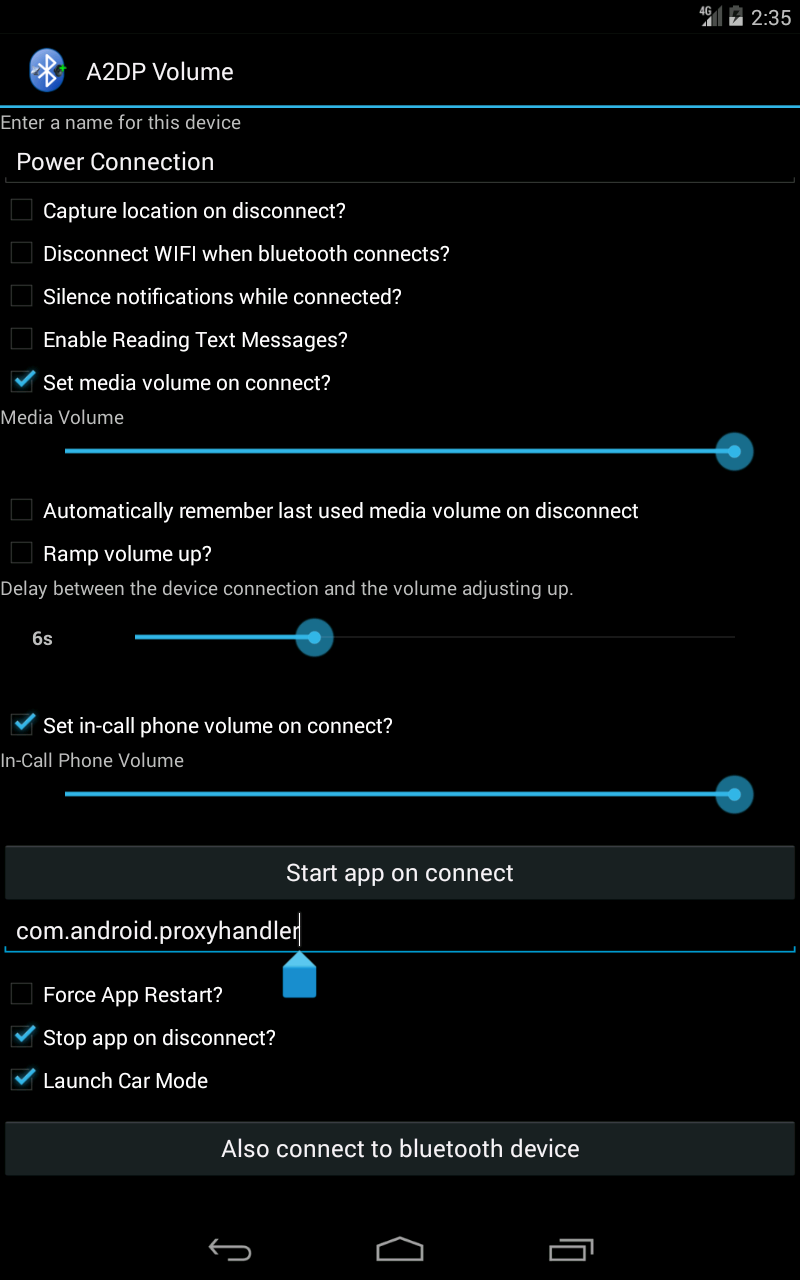 4G 2:35
A2DP Volume
Enter a name for this device
Power Connection
Capture location on disconnect?
Disconnect WIFI when bluetooth connects?
Silence notifications while connected?
Enable Reading Text Messages?
Set media volume on connect?
Media Volume
Automatically remember last used media volume on disconnect
Ramp volume up?
Delay between the device connection and the volume adjusting up.
6s
Set in-call phone volume on connect?
In-Call Phone Volume
Start app on connect
com.android.proxyhandler
Force App Restart?
Stop app on disconnect?
Launch Car Mode
Also connect to bluetooth device